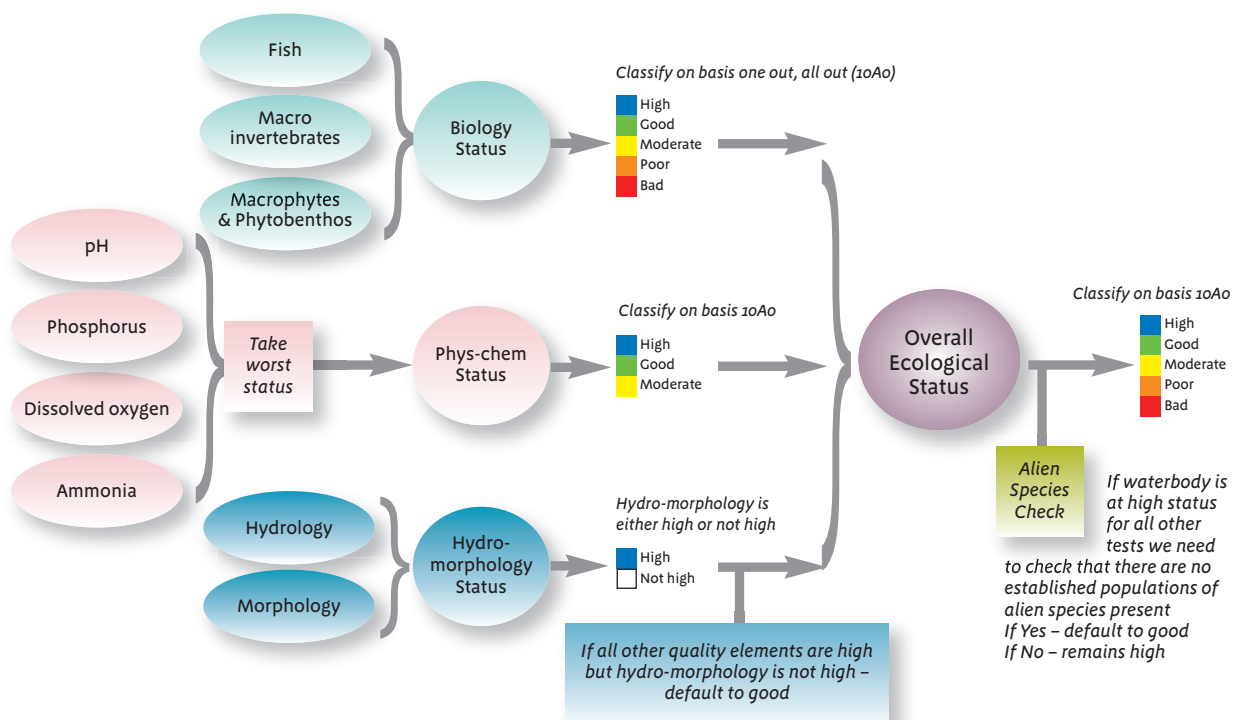 Fish
Macro
invertebrates
Macrophytes
& Phytobenthos
Biology
Status
Classify on basis one out, all out (10Ao)
High
Good
Moderate
Poor
Bad
pH
Phosphorus
Dissolved oxygen
Ammonia
Take
worst
status
Phys-chem
Status
Classify on basis 10Ao
High
Good
Moderate
Hydrology
Morphology
Hydro-
morphology
Status
Hydro-morphology is
either high or not high
High
Not high
If all other quality elements are high
but hydro-morphology is not high –
default to good
Overall
Ecological
Status
Classify on basis 10Ao
High
Good
Moderate
Poor
Bad
Alien
Species
Check
If waterbody is
at high status
for all other
tests we need
to check that there are no
established populations of
alien species present
If Yes – default to good
If No – remains high